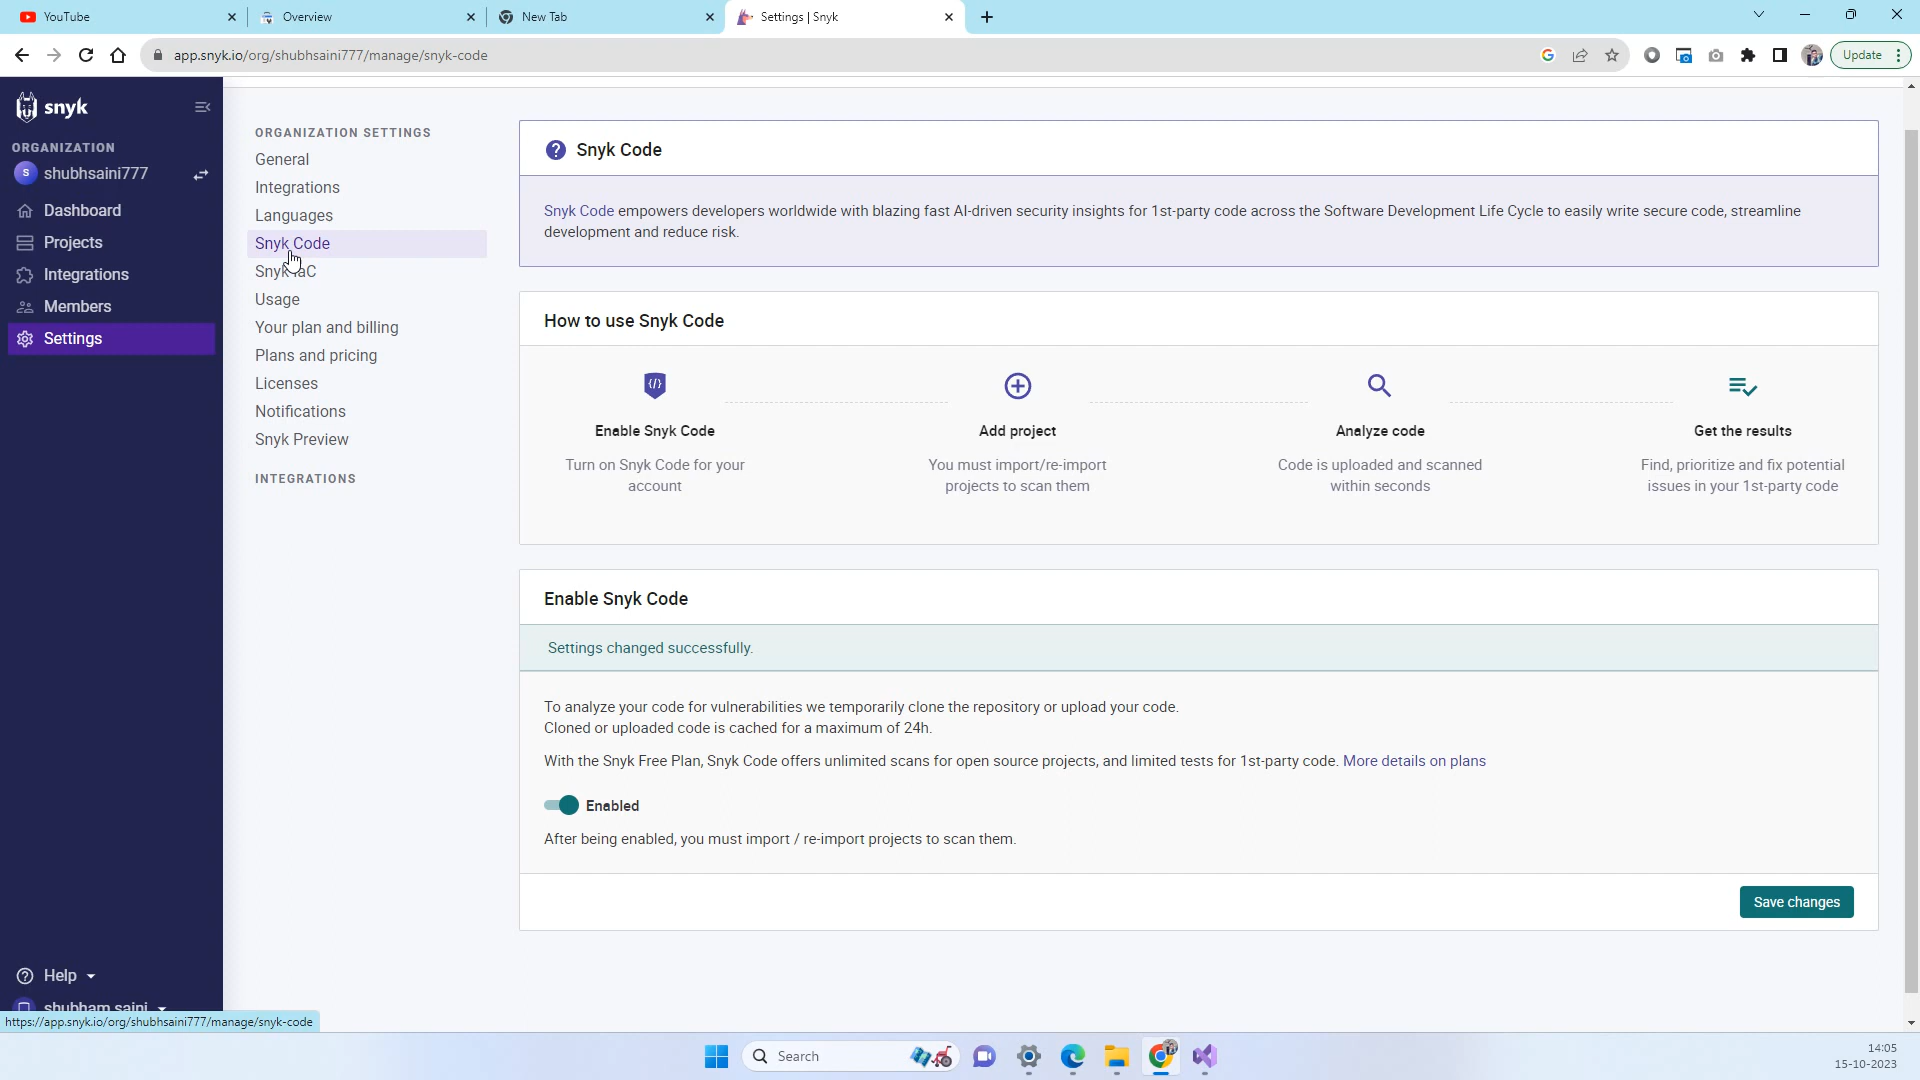 YouTube
Overview
New Tab
Settings | Snyk
app.snyk.io/org/shubhsaini777/manage/snyk-code
Update
snyk
ORGANIZATION
S shubhsaini777
Dashboard
Projects
Integrations
Members
Settings
Help
shubham saini
https://app.snyk.io/org/shubhsaini777/manage/snyk-code
ORGANIZATION SETTINGS
General
Integrations
Languages
Snyk Code
Snyk IaC
Usage
Your plan and billing
Plans and pricing
Licenses
Notifications
Snyk Preview
INTEGRATIONS
Snyk Code
Snyk Code empowers developers worldwide with blazing fast AI-driven security insights for 1st-party code across the Software Development Life Cycle to easily write secure code, streamline
development and reduce risk.
How to use Snyk Code
Enable Snyk Code
Turn on Snyk Code for your
account
Add project
You must import/re-import
projects to scan them
Analyze code
Code is uploaded and scanned
within seconds
Get the results
Find, prioritize and fix potential
issues in your 1st-party code
Enable Snyk Code
Settings changed successfully.
To analyze your code for vulnerabilities we temporarily clone the repository or upload your code.
Cloned or uploaded code is cached for a maximum of 24h.
With the Snyk Free Plan, Snyk Code offers unlimited scans for open source projects, and limited tests for 1st-party code. More details on plans
Enabled
After being enabled, you must import / re-import projects to scan them.
Save changes
Search
14:05
15-10-2023